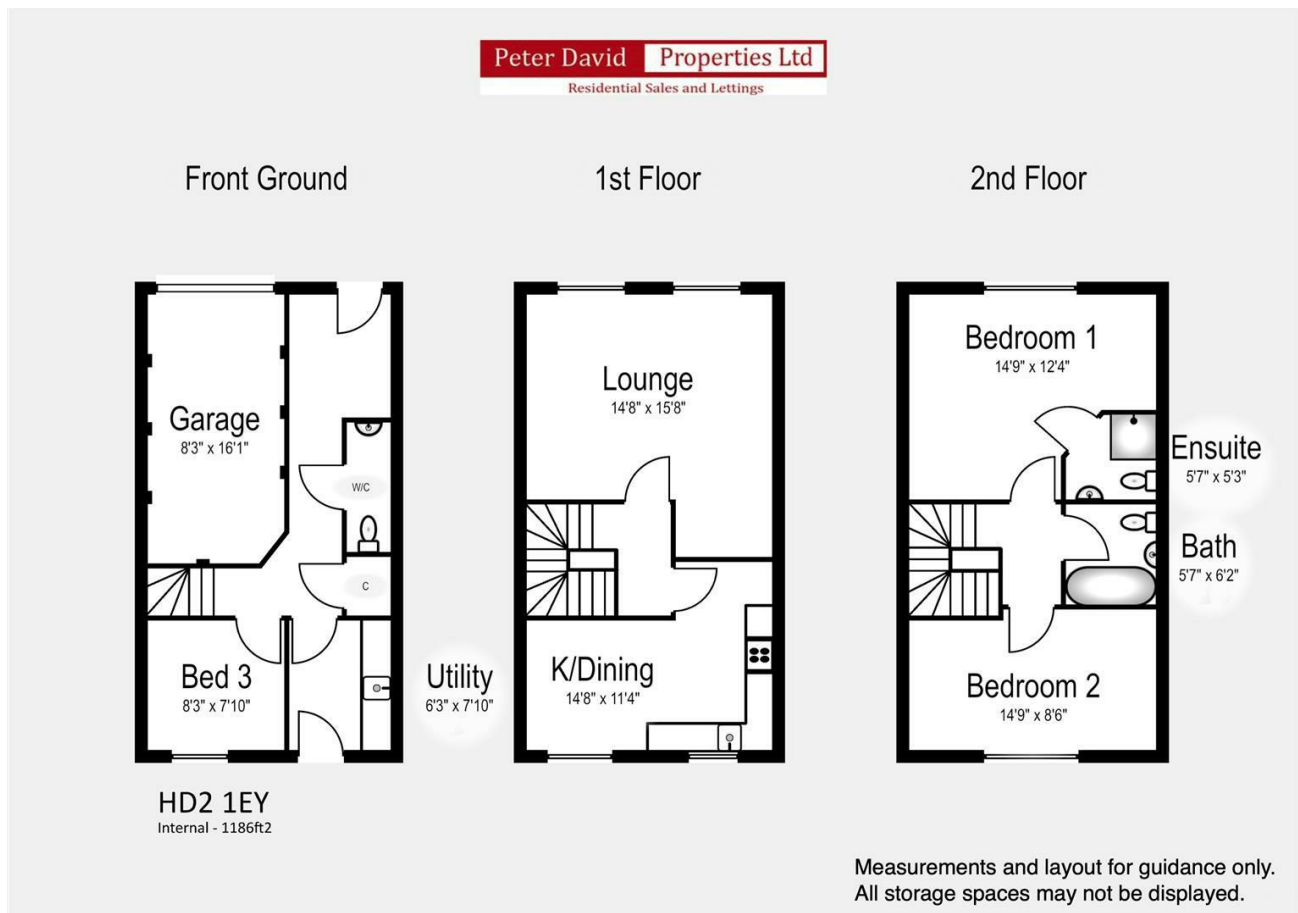 Peter David Properties Ltd
Residential Sales and Lettings
Front Ground
1st Floor
2nd Floor
Garage
8'3" x 16'1"
W/C
C
Bed 3
8'3" x 7'10"
Utility
6'3" x 7'10"
Lounge
14'8" x 15'8"
K/Dining
14'8" x 11'4"
Bedroom 1
14'9" x 12'4"
Ensuite
5'7" x 5'3"
Bath
5'7" x 6'2"
Bedroom 2
14'9" x 8'6"
HD2 1EY
Internal - 1186ft2
Measurements and layout for guidance only.
All storage spaces may not be displayed.